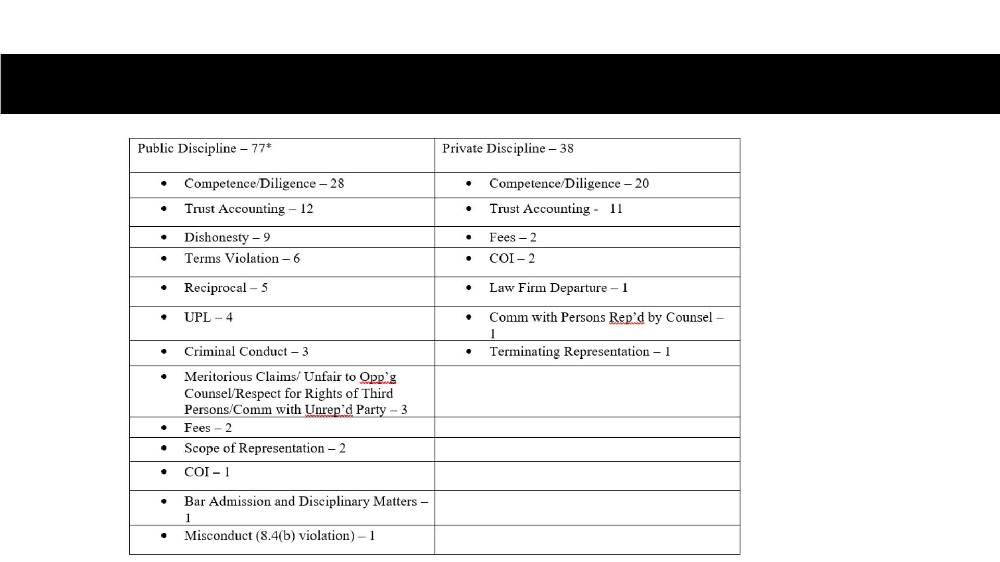 Public Discipline – 77*
Private Discipline – 38
• Competence/Diligence – 28
• Competence/Diligence – 20
• Trust Accounting – 12
• Trust Accounting -   11
• Dishonesty – 9
• Fees – 2
• Terms Violation – 6
• COI – 2
• Reciprocal – 5
• Law Firm Departure – 1
• UPL – 4
• Comm with Persons Rep’d by Counsel –
1
• Criminal Conduct – 3
• Terminating Representation – 1
• Meritorious Claims/ Unfair to Opp’g
Counsel/Respect for Rights of Third
Persons/Comm with Unrep’d Party – 3
• Fees – 2
• Scope of Representation – 2
• COI – 1
• Bar Admission and Disciplinary Matters –
1
• Misconduct (8.4(b) violation) – 1